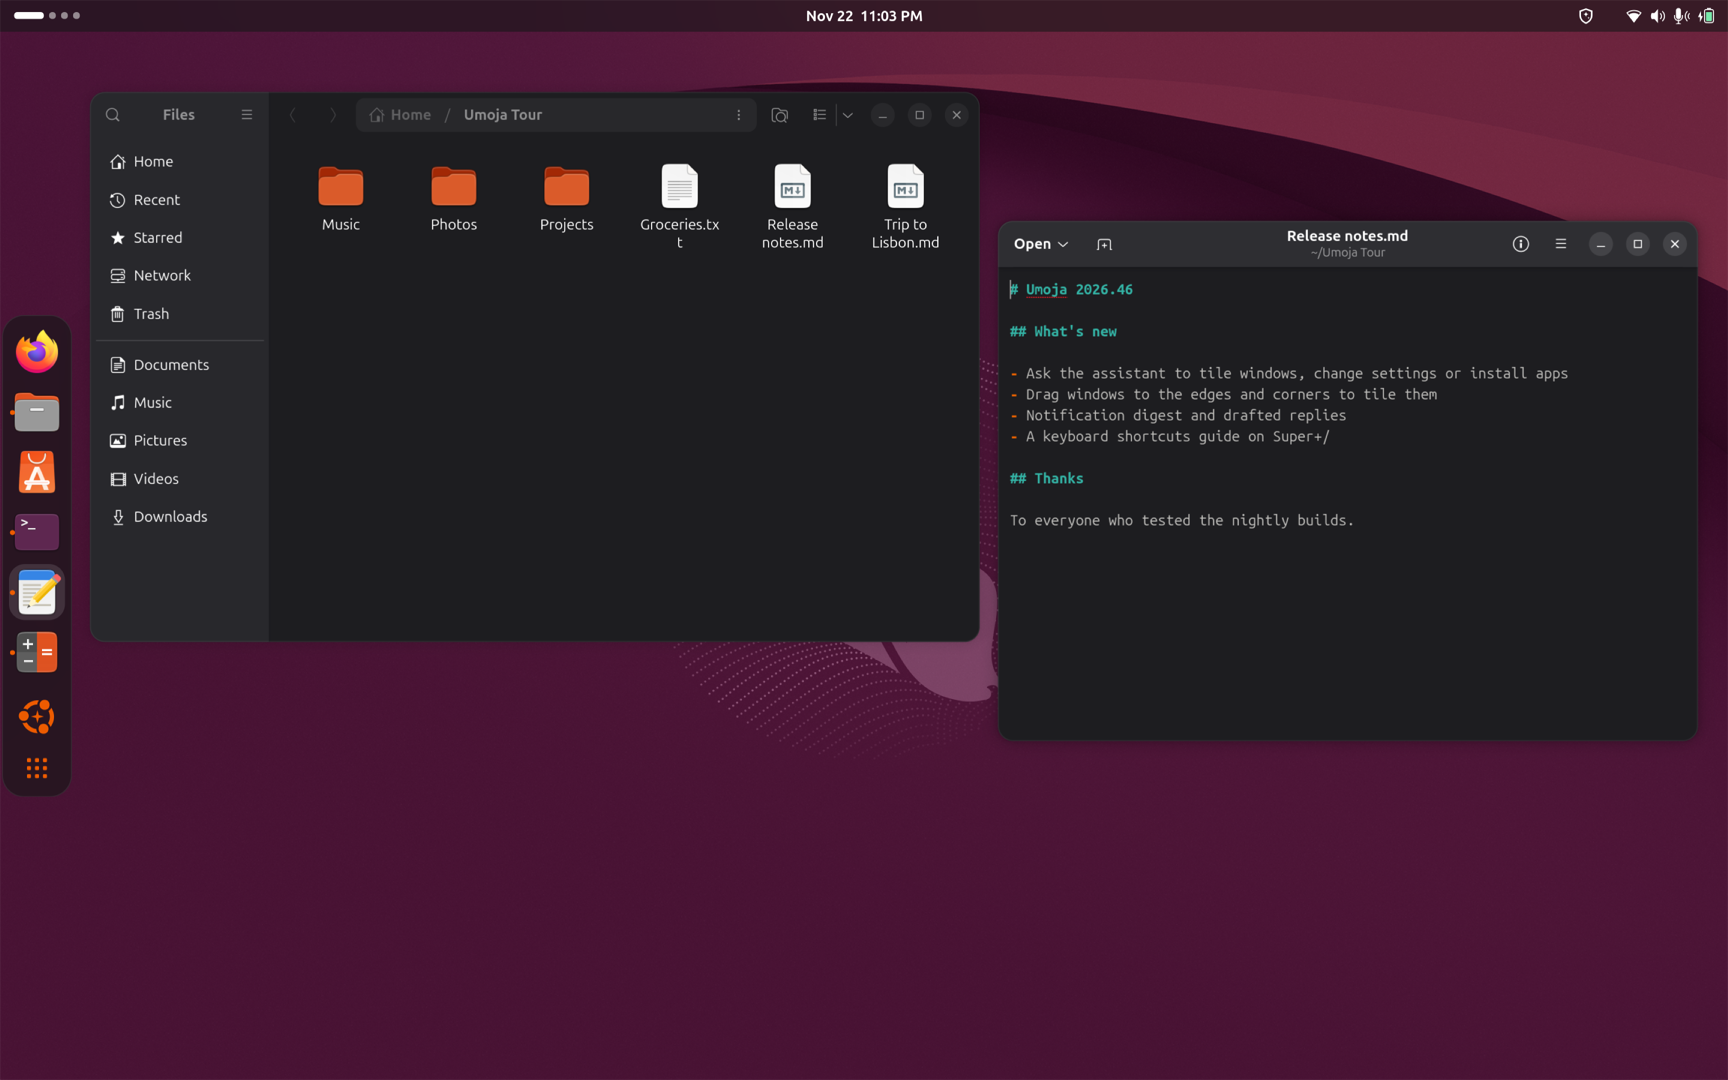 Nov 22 11:03 PM
Files
Home / Umoja Tour
Home
Recent
Starred
Network
Trash
Documents
Music
Pictures
Videos
Downloads
Music
Photos
Projects
Groceries.tx
t
Release
notes.md
Trip to
Lisbon.md
Open
Release notes.md
~/Umoja Tour
# Umoja 2026.46
## What's new
- Ask the assistant to tile windows, change settings or install apps
- Drag windows to the edges and corners to tile them
- Notification digest and drafted replies
- A keyboard shortcuts guide on Super+/
## Thanks
To everyone who tested the nightly builds.